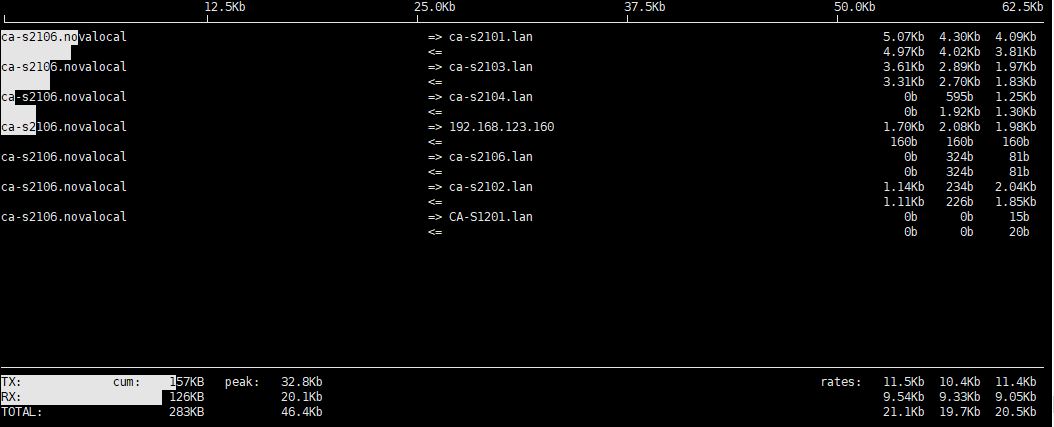 12.5Kb 25.0Kb 37.5Kb 50.0Kb 62.5Kb
ca-s2106.novalocal => ca-s2101.lan 5.07Kb 4.30Kb 4.09Kb
<= 4.97Kb 4.02Kb 3.81Kb
ca-s2106.novalocal => ca-s2103.lan 3.61Kb 2.89Kb 1.97Kb
<= 3.31Kb 2.70Kb 1.83Kb
ca-s2106.novalocal => ca-s2104.lan 0b 595b 1.25Kb
<= 0b 1.92Kb 1.30Kb
ca-s2106.novalocal => 192.168.123.160 1.70Kb 2.08Kb 1.98Kb
<= 160b 160b 160b
ca-s2106.novalocal => ca-s2106.lan 0b 324b 81b
<= 0b 324b 81b
ca-s2106.novalocal => ca-s2102.lan 1.14Kb 234b 2.04Kb
<= 1.11Kb 226b 1.85Kb
ca-s2106.novalocal => CA-S1201.lan 0b 0b 15b
<= 0b 0b 20b
TX: cum: 157KB peak: 32.8Kb rates: 11.5Kb 10.4Kb 11.4Kb
RX: 126KB 20.1Kb 9.54Kb 9.33Kb 9.05Kb
TOTAL: 283KB 46.4Kb 21.1Kb 19.7Kb 20.5Kb